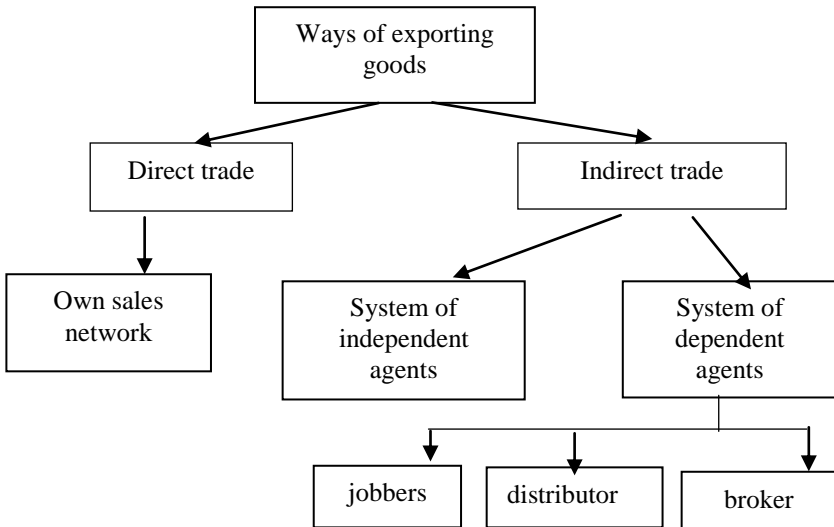 Ways of exporting
goods
Direct trade
Indirect trade
Own sales
network
System of
independent
agents
System of
dependent
agents
jobbers
distributor
broker